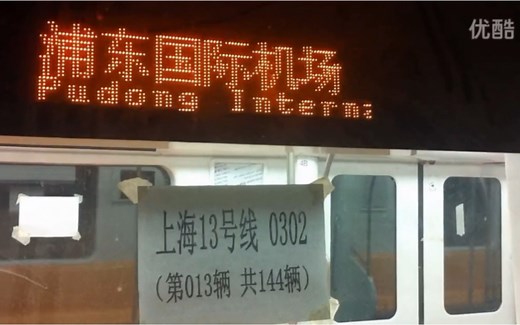 优酷
浦东国际机场
Pudong Interna
上海13号线 0302
(第013辆 共144辆)